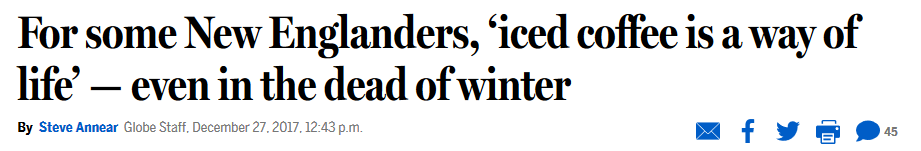 For some New Englanders, ‘iced coffee is a way of
life’ — even in the dead of winter
By Steve Annear Globe Staff, December 27, 2017, 12:43 p.m.
45